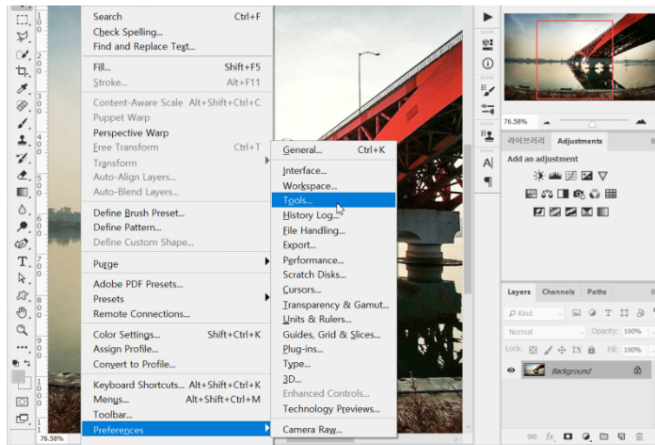 Search Ctrl+F
Check Spelling...
Find and Replace Text...
Fill... Shift+F5
Stroke... Alt+F11
Content-Aware Scale Alt+Shift+Ctrl+C
Puppet Warp
Perspective Warp
Free Transform Ctrl+T
Transform
Auto-Align Layers...
Auto-Blend Layers...
Define Brush Preset...
Define Pattern...
Define Custom Shape...
Purge
Adobe PDF Presets...
Presets
Remote Connections...
Color Settings... Shift+Ctrl+K
Assign Profile...
Convert to Profile...
Keyboard Shortcuts... Alt+Shift+Ctrl+K
Menus... Alt+Shift+Ctrl+M
Toolbar...
Preferences
General... Ctrl+K
Interface...
Workspace...
Tools...
History Log...
File Handling...
Export...
Performance...
Scratch Disks...
Cursors...
Transparency & Gamut...
Units & Rulers...
Guides, Grid & Slices...
Plug-ins...
Type...
3D...
Enhanced Controls...
Technology Previews...
Camera Raw...
76.58%
라이브러리 Adjustments
Add an adjustment
Layers Channels Paths
Kind
Normal Opacity: 100%
Lock: Fill: 100%
Background
76.58%